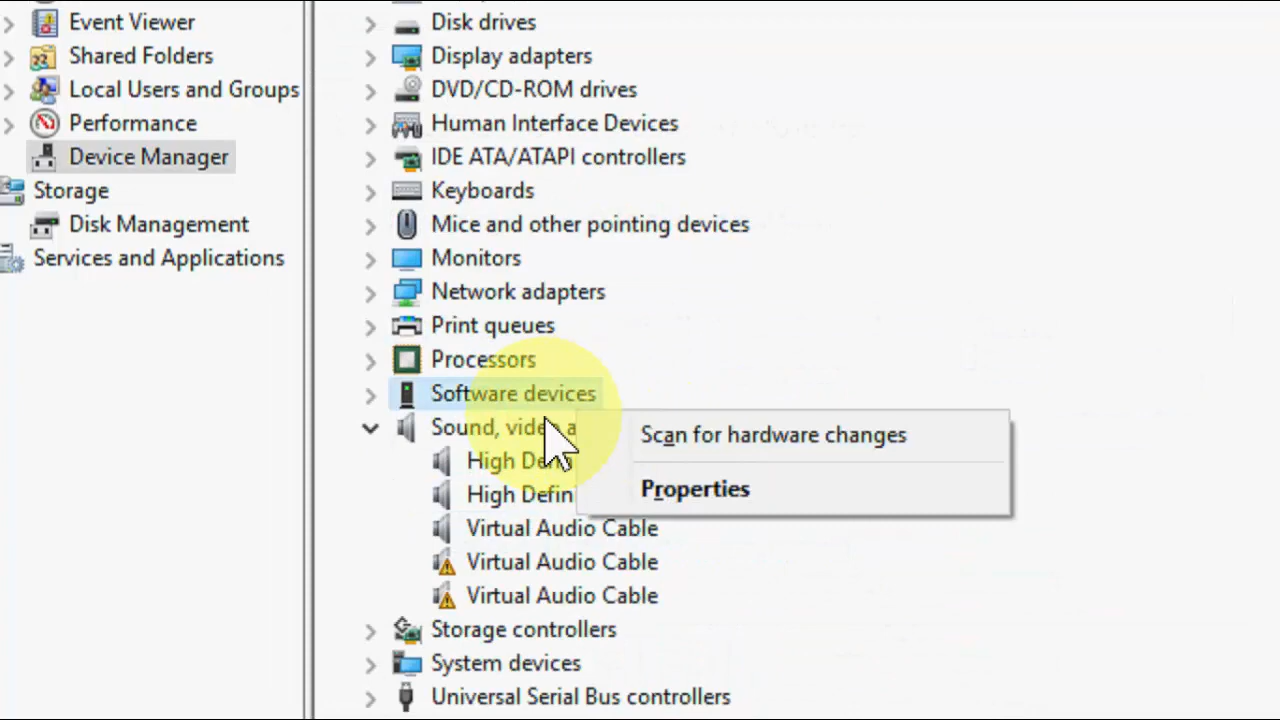 Event Viewer
Shared Folders
Local Users and Groups
Performance
Device Manager
Storage
Disk Management
Services and Applications
Disk drives
Display adapters
DVD/CD-ROM drives
Human Interface Devices
IDE ATA/ATAPI controllers
Keyboards
Mice and other pointing devices
Monitors
Network adapters
Print queues
Processors
Software devices
Sound, video a
High Defin
High Defini
Virtual Audio Cable
Virtual Audio Cable
Virtual Audio Cable
Storage controllers
System devices
Universal Serial Bus controllers
Scan for hardware changes
Properties